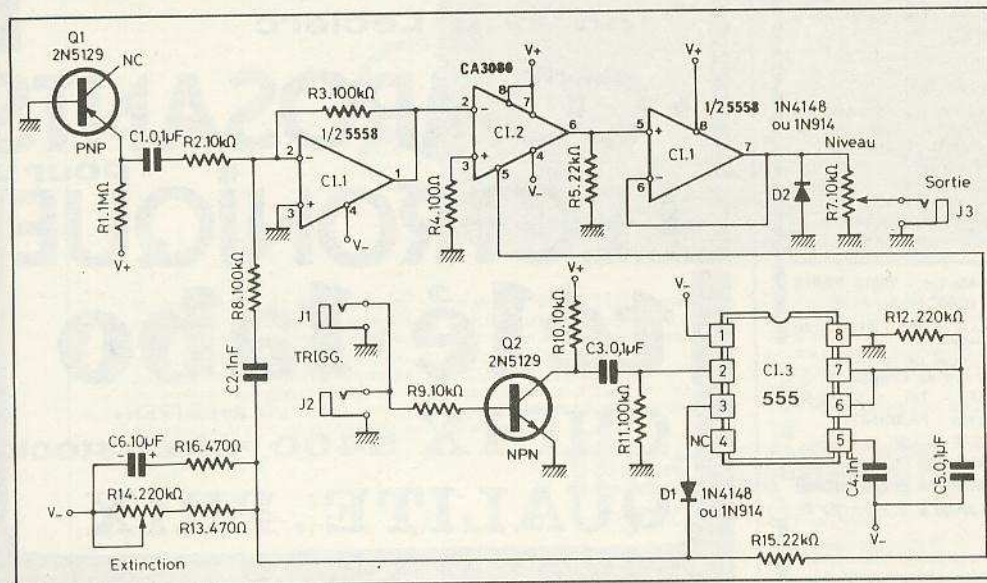 Q1
2N5129
NC
PNP
C1.0,1µF
R1.1MΩ
V+
R2.10kΩ
R3.100kΩ
1/2 5558
2
3
CI.1
1
4
V-
CA3080
V+
8
7
2
3
CI.2
6
4
V-
5
R4.100Ω
R5.22kΩ
V+
1/2 5558
5
8
CI.1
7
6
1N4148
ou 1N914
D2
Niveau
R7.10kΩ
Sortie
J3
R8.100kΩ
C2.1nF
J1
TRIGG.
J2
R9.10kΩ
Q2
2N5129
NPN
V+
R10.10kΩ
C3.0,1µF
R11.100kΩ
V-
1
2
3
NC
4
CI.3
555
8
7
6
5
R12.220kΩ
C4.1nF
C5.0,1µF
V-
C6.10µF
- +
R16.470Ω
V-
R14.220kΩ
R13.470Ω
Extinction
D1
1N4148
ou 1N914
R15.22kΩ
QUALITE